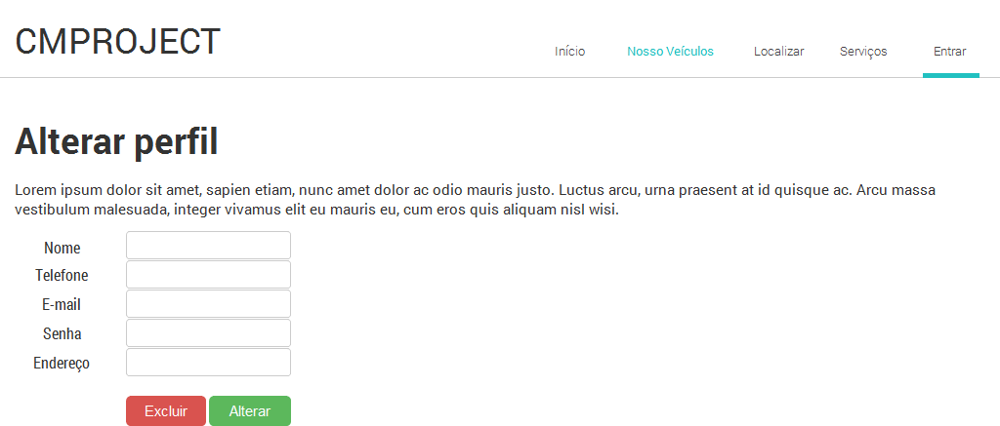 CMPROJECT
Início Nosso Veículos Localizar Serviços Entrar
Alterar perfil
Lorem ipsum dolor sit amet, sapien etiam, nunc amet dolor ac odio mauris justo. Luctus arcu, urna praesent at id quisque ac. Arcu massa
vestibulum malesuada, integer vivamus elit eu mauris eu, cum eros quis aliquam nisl wisi.
Nome
Telefone
E-mail
Senha
Endereço
Excluir Alterar